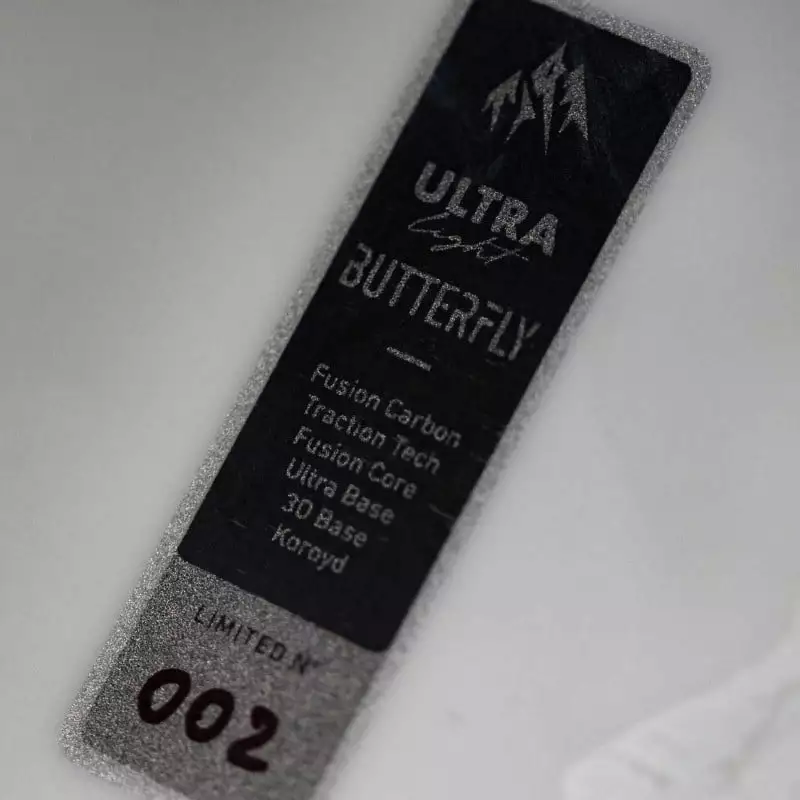 ULTRA
light
BUTTERFLY
Fusion Carbon
Traction Tech
Fusion Core
Ultra Base
3D Base
Koroyd
LIMITED N°
002